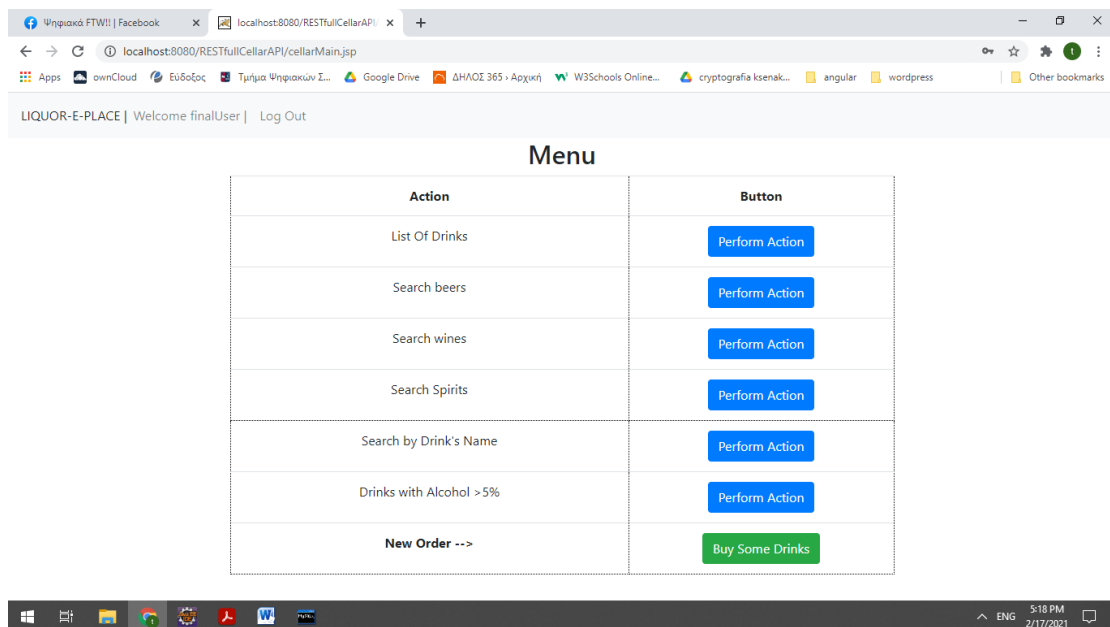 Ψηφιακά FTW!! | Facebook
localhost:8080/RESTfullCellarAPI/
localhost:8080/RESTfullCellarAPI/cellarMain.jsp
Apps ownCloud Εύδοξος Τμήμα Ψηφιακών Σ... Google Drive ΔΗΛΟΣ 365 › Αρχική W3Schools Online... cryptografia ksenak... angular wordpress Other bookmarks
LIQUOR-E-PLACE | Welcome finalUser | Log Out
Menu
Action Button
List Of Drinks Perform Action
Search beers Perform Action
Search wines Perform Action
Search Spirits Perform Action
Search by Drink's Name Perform Action
Drinks with Alcohol >5% Perform Action
New Order --> Buy Some Drinks
ENG 5:18 PM
2/17/2021